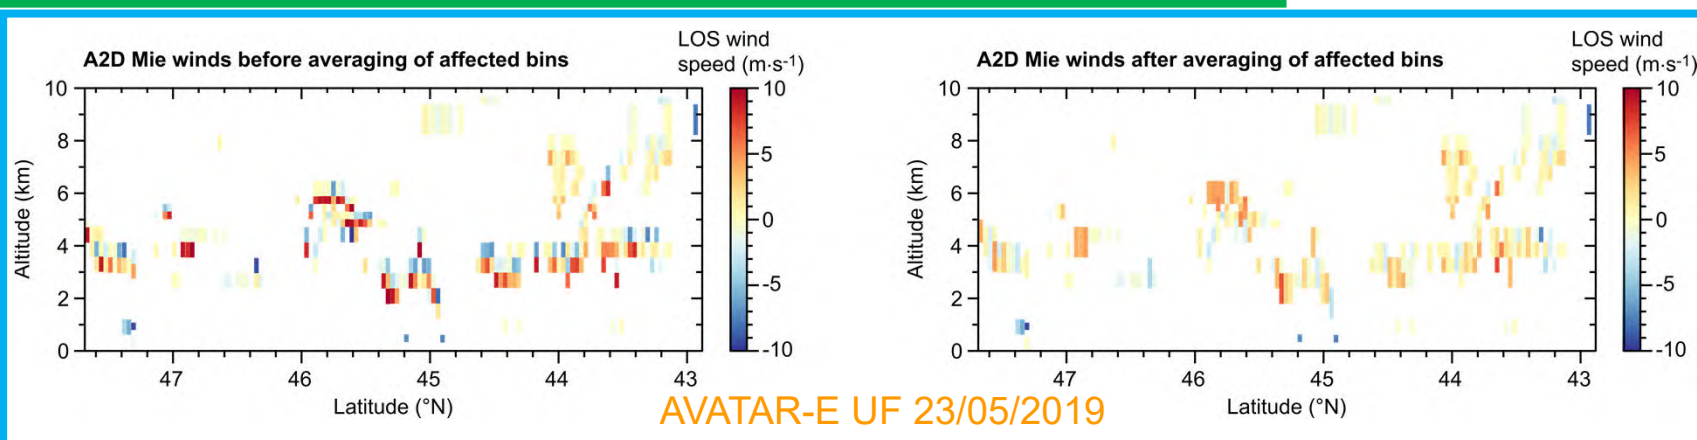 A2D Mie winds before averaging of affected bins
LOS wind
speed (m·s-1)
10
8
6
4
2
0
Altitude (km)
47
46
45
44
43
Latitude (°N)
10
5
0
-5
-10
A2D Mie winds after averaging of affected bins
LOS wind
speed (m·s-1)
10
8
6
4
2
0
Altitude (km)
47
46
45
44
43
Latitude (°N)
10
5
0
-5
-10
AVATAR-E UF 23/05/2019